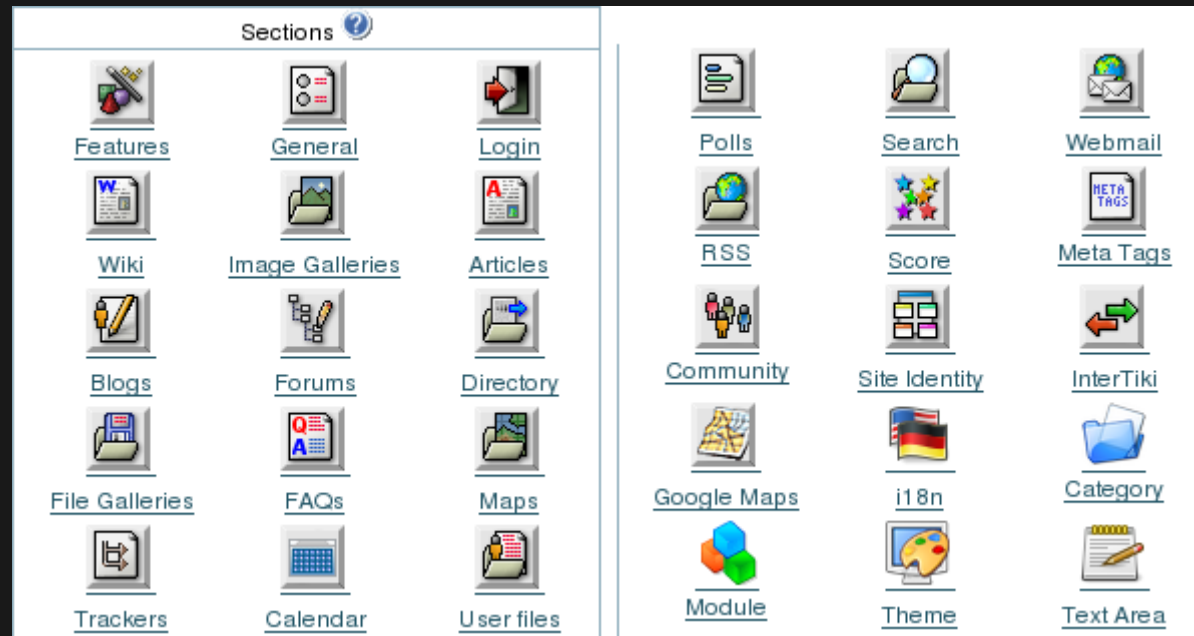 Sections ?
Features General Login
W
A
Wiki Image Galleries Articles
Blogs Forums Directory
Q
A
File Galleries FAQs Maps
Trackers Calendar User files
Polls Search Webmail
META
TAGS
RSS Score Meta Tags
Community Site Identity InterTiki
Google Maps i18n Category
Module Theme Text Area